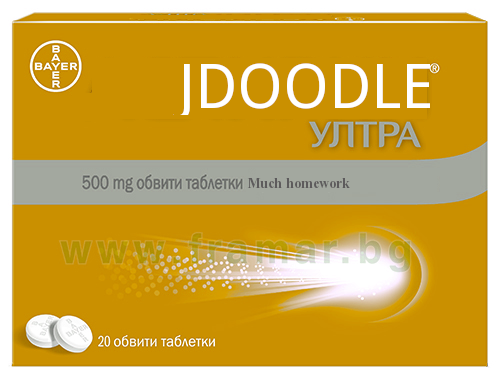 BAYER
BAYER
JDOODLE®
УЛТРА
500 mg обвити таблетки Much homework
www.framar.bg
20 обвити таблетки